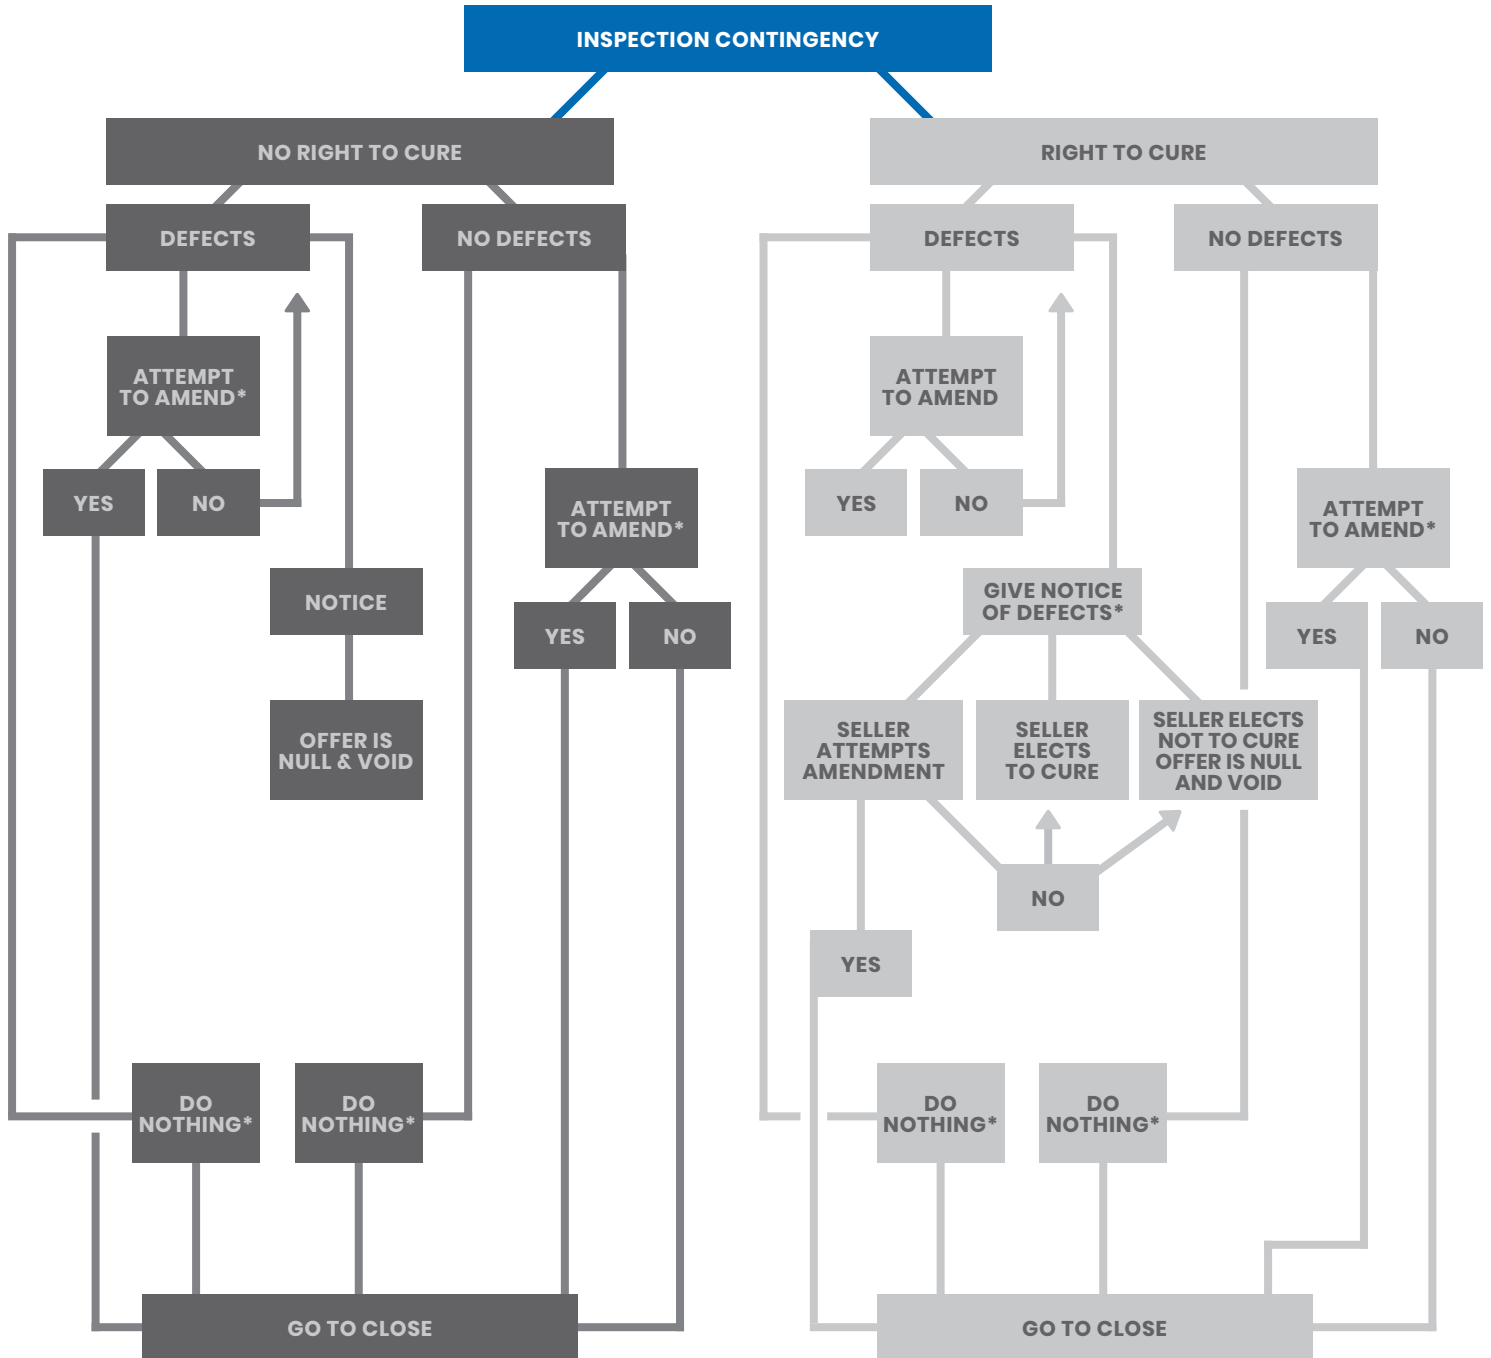 INSPECTION CONTINGENCY
NO RIGHT TO CURE
RIGHT TO CURE
DEFECTS
NO DEFECTS
DEFECTS
NO DEFECTS
ATTEMPT
TO AMEND*
ATTEMPT
TO AMEND
YES
NO
ATTEMPT
TO AMEND*
YES
NO
ATTEMPT
TO AMEND*
NOTICE
GIVE NOTICE
OF DEFECTS*
YES
NO
YES
NO
OFFER IS
NULL & VOID
SELLER
ATTEMPTS
AMENDMENT
SELLER
ELECTS
TO CURE
SELLER ELECTS
NOT TO CURE
OFFER IS NULL
AND VOID
NO
YES
DO
NOTHING*
DO
NOTHING*
DO
NOTHING*
DO
NOTHING*
GO TO CLOSE
GO TO CLOSE